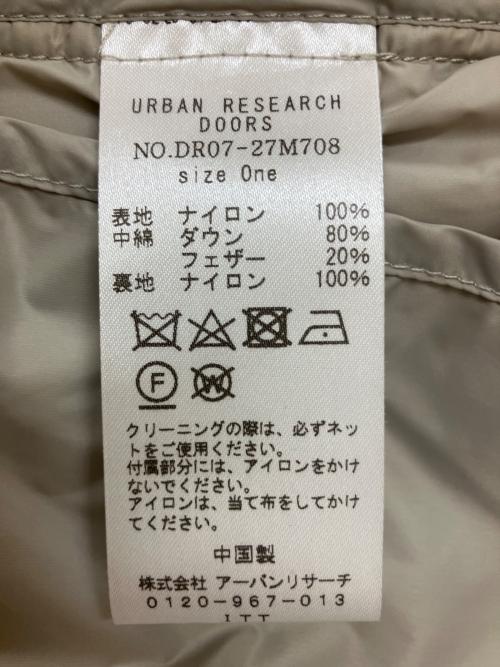 URBAN RESEARCH
DOORS
NO.DR07-27M708
size One
表地 ナイロン 100%
中綿 ダウン 80%
フェザー 20%
裏地 ナイロン 100%
F W
クリーニングの際は、必ずネッ
トをご使用ください。
付属部分には、アイロンをかけ
ないでください。
アイロンは、当て布をしてかけ
てください。
中国製
株式会社 アーバンリサーチ
0120-967-013
ITT